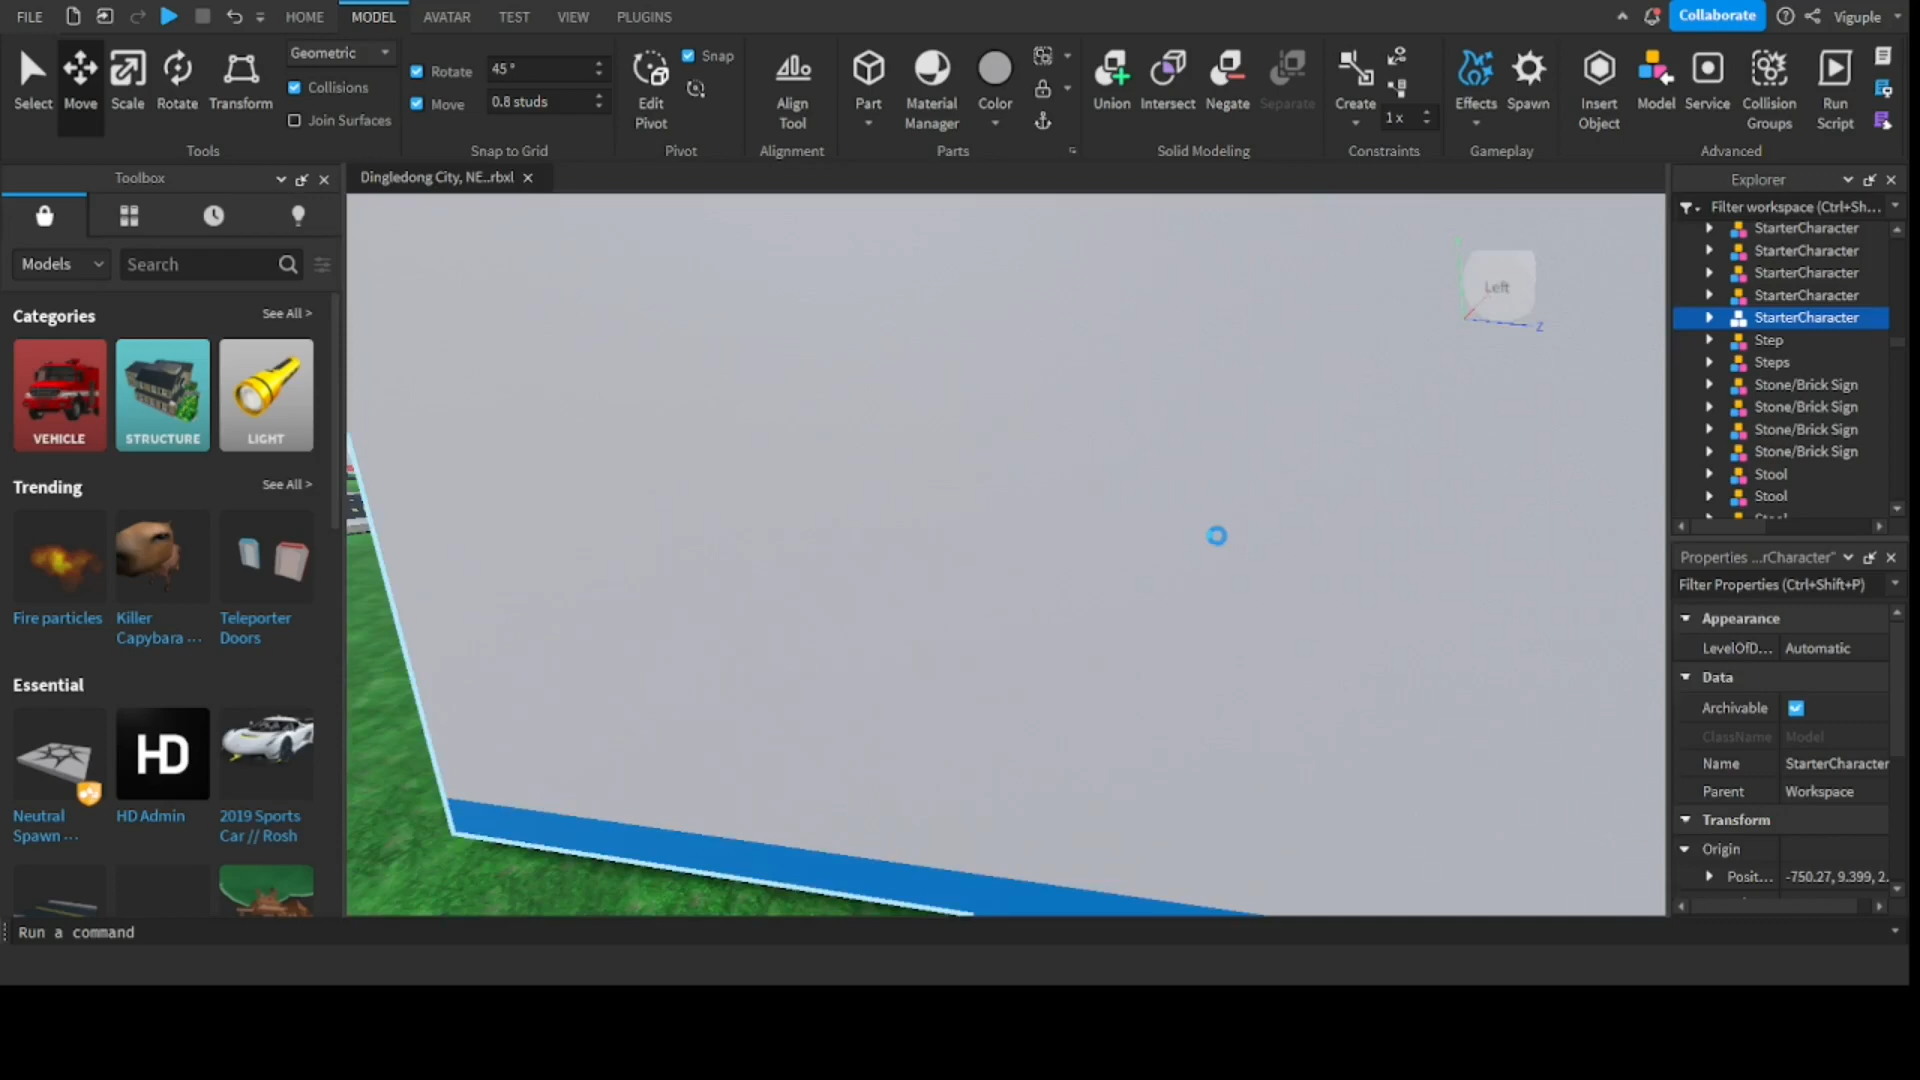 FILE HOME MODEL AVATAR TEST VIEW PLUGINS Collaborate Viguple
Select Move Scale Rotate Transform
Geometric
Collisions
Join Surfaces
Tools
Rotate 45 °
Move 0.8 studs
Snap to Grid
Edit Pivot
Snap
Pivot
Align Tool
Alignment
Part
Material Manager
Color
Parts
Union Intersect Negate Separate
Solid Modeling
Create
1 x
Constraints
Effects Spawn
Gameplay
Insert Object
Model
Service
Collision Groups
Run Script
Advanced
Toolbox
Models Search
Categories See All >
VEHICLE STRUCTURE LIGHT
Trending See All >
Fire particles
Killer Capybara ...
Teleporter Doors
Essential
HD
Neutral Spawn ...
HD Admin
2019 Sports Car // Rosh
Dingledong City, NE...rbxl
Left
Z
Explorer
Filter workspace (Ctrl+Sh...
StarterCharacter
StarterCharacter
StarterCharacter
StarterCharacter
StarterCharacter
Step
Steps
Stone/Brick Sign
Stone/Brick Sign
Stone/Brick Sign
Stone/Brick Sign
Stool
Stool
Properties ...rCharacter"
Filter Properties (Ctrl+Shift+P)
Appearance
LevelOfD... Automatic
Data
Archivable
ClassName Model
Name StarterCharacter
Parent Workspace
Transform
Origin
Posit... -750.27, 9.399, 2.
Run a command